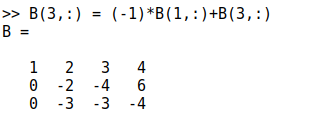 >> B(3,:) = (-1)*B(1,:)+B(3,:)
B =
1 2 3 4
0 -2 -4 6
0 -3 -3 -4